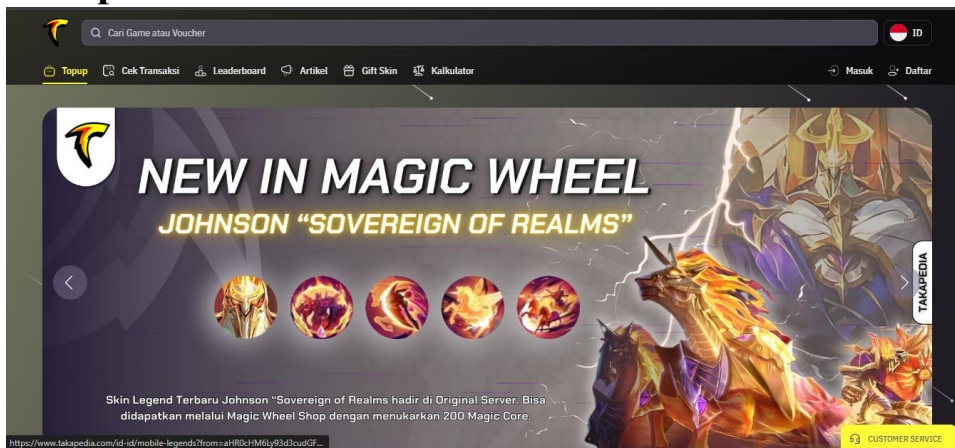 Cari Game atau Voucher
ID
Topup Cek Transaksi Leaderboard Artikel Gift Skin Kalkulator Masuk Daftar
NEW IN MAGIC WHEEL
JOHNSON “SOVEREIGN OF REALMS”
TAKAPEDIA
Skin Legend Terbaru Johnson "Sovereign of Realms hadir di Original Server. Bisa
didapatkan melalui Magic Wheel Shop dengan menukarkan 200 Magic Core.
https://www.takapedia.com/id-id/mobile-legends?from=aHR0cHM6Ly93d3cudGF...
CUSTOMER SERVICE